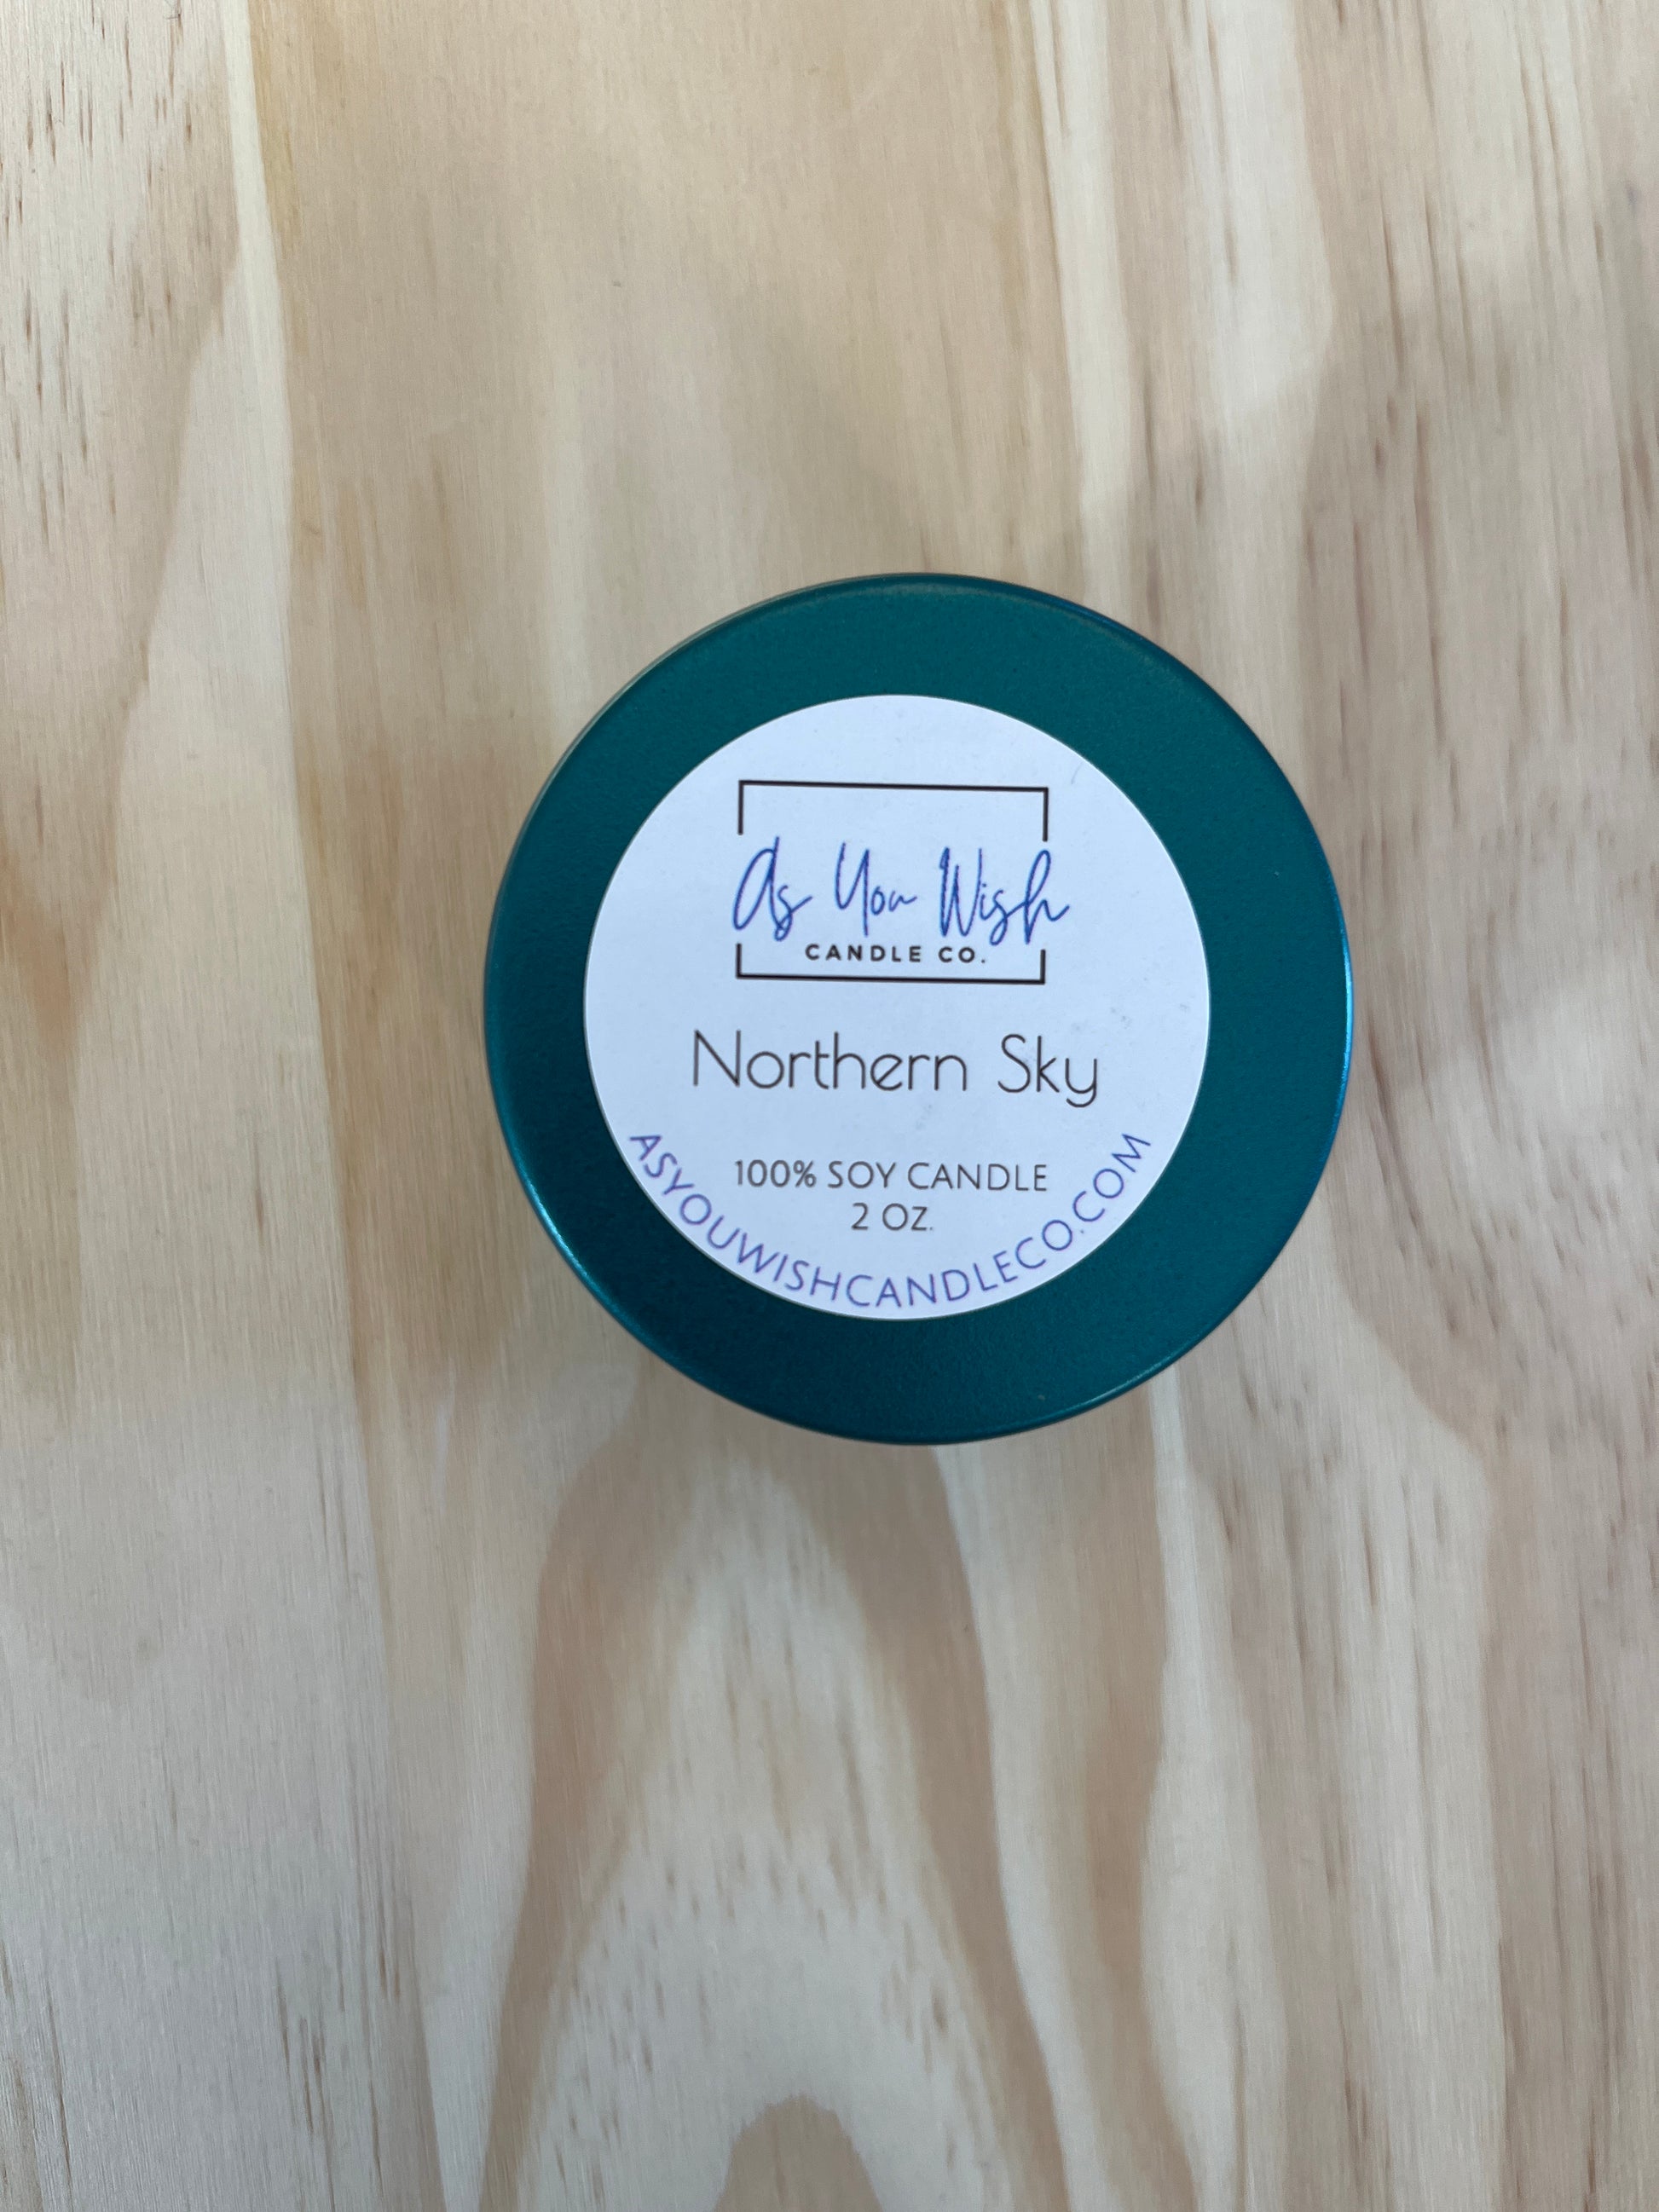 As You Wish
CANDLE CO.
Northern Sky
100% SOY CANDLE
2 OZ.
ASYOUWISHCANDLECO.COM